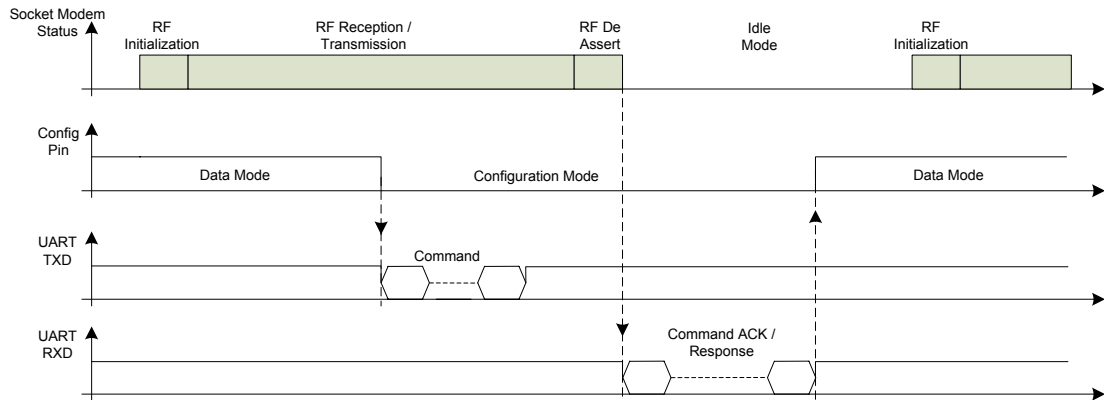 Socket Modem
Status
RF
Initialization
RF Reception /
Transmission
RF De
Assert
Idle
Mode
RF
Initialization
Config
Pin
Data Mode
Configuration Mode
Data Mode
UART
TXD
Command
UART
RXD
Command ACK /
Response